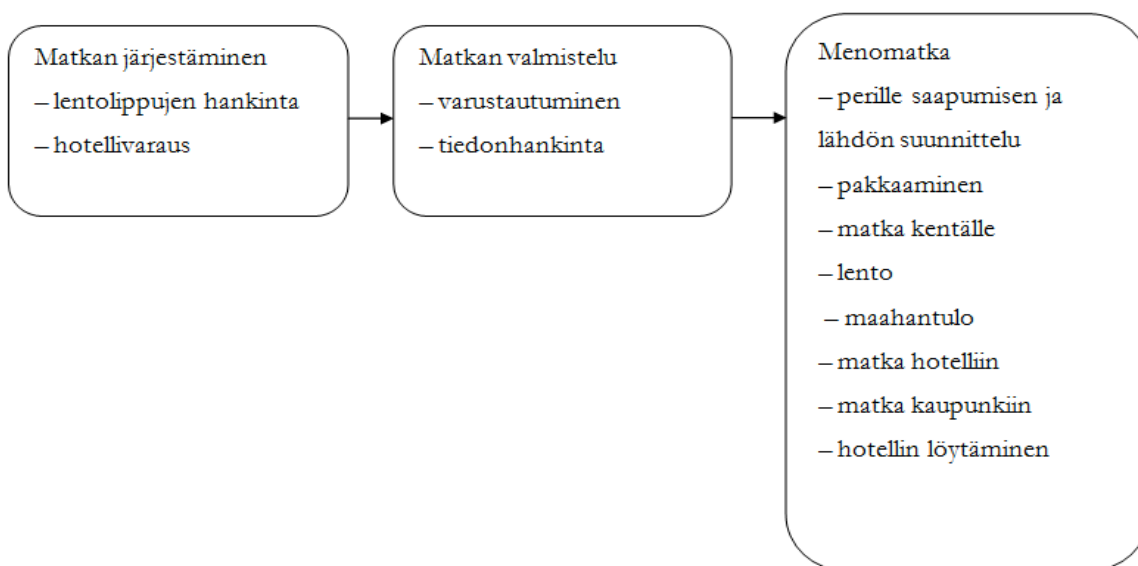 Matkan järjestäminen
– lentolippujen hankinta
– hotellivaraus
Matkan valmistelu
– varustautuminen
– tiedonhankinta
Menomatka
– perille saapumisen ja
lähdön suunnittelu
– pakkaaminen
– matka kentälle
– lento
– maahantulo
– matka hotelliin
– matka kaupunkiin
– hotellin löytäminen